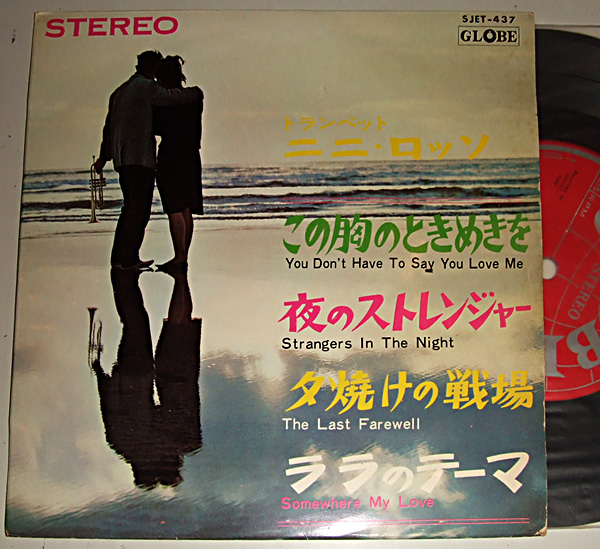 STEREO
SJET-437
GLOBE
トランペット
ニニ・ロッソ
この胸のときめきを
You Don't Have To Say You Love Me
夜のストレンジャー
Strangers In The Night
夕焼けの戦場
The Last Farewell
ララのテーマ
Somewhere My Love
STEREO